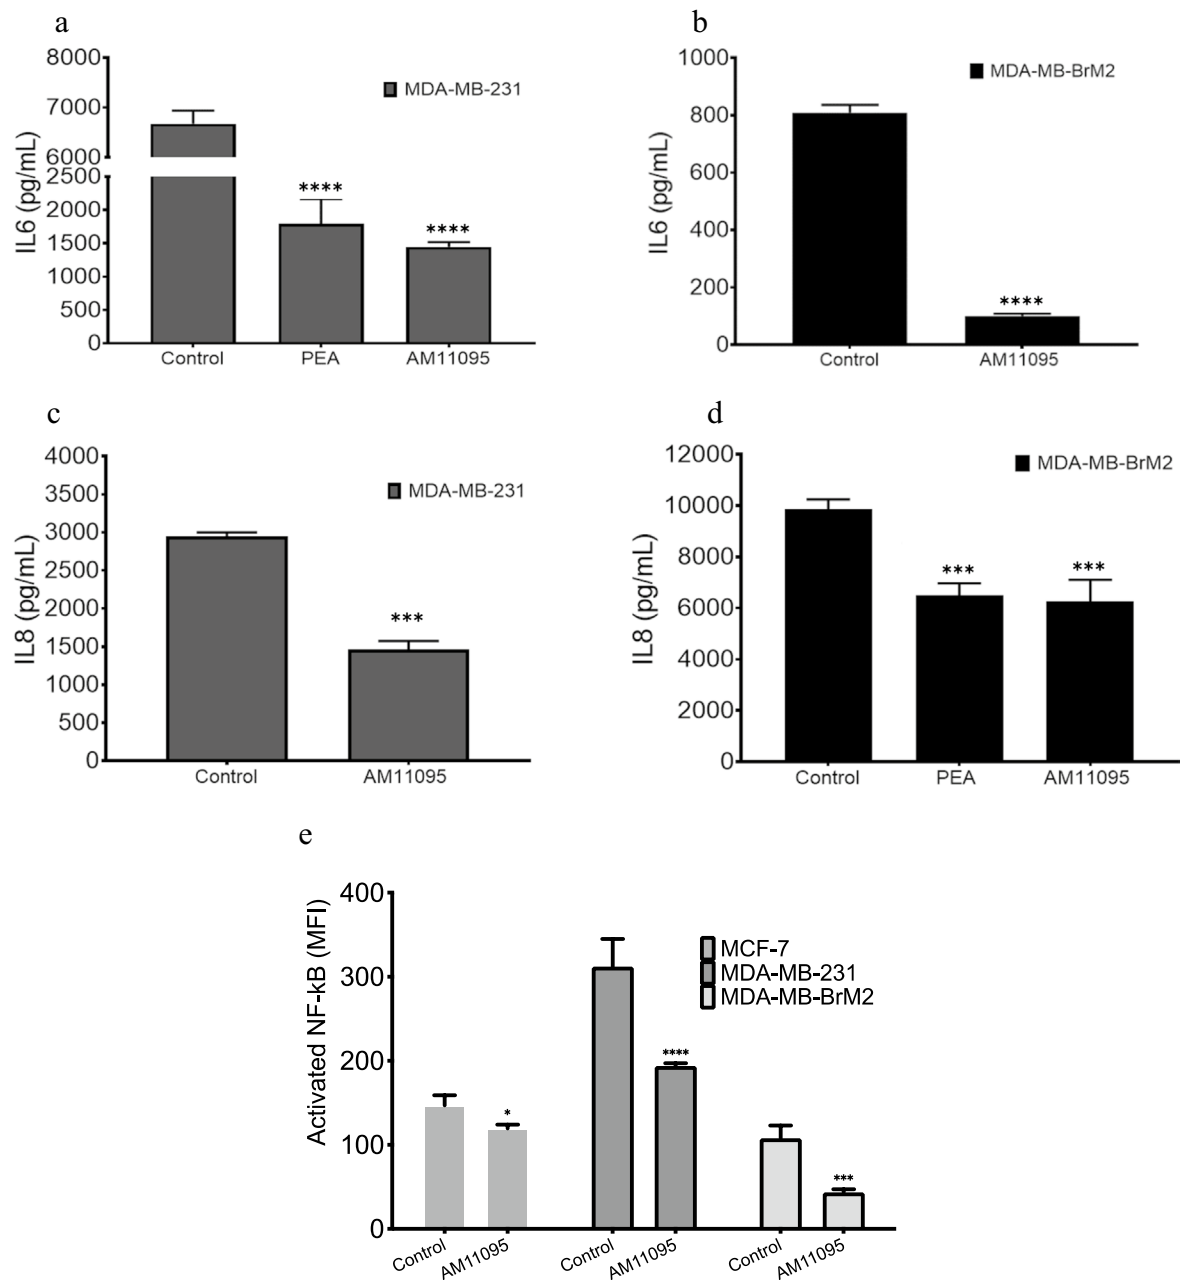 a
8000
7000
6000
2500
2000
1500
1000
500
0
IL6 (pg/mL)
MDA-MB-231
****
****
Control PEA AM11095
b
1000
800
600
400
200
0
IL6 (pg/mL)
MDA-MB-BrM2
****
Control AM11095
c
4000
3500
3000
2500
2000
1500
1000
500
0
IL8 (pg/mL)
MDA-MB-231
***
Control AM11095
d
12000
10000
8000
6000
4000
2000
0
IL8 (pg/mL)
MDA-MB-BrM2
*** ***
Control PEA AM11095
e
400
300
200
100
0
Activated NF-kB (MFI)
MCF-7
MDA-MB-231
MDA-MB-BrM2
*
****
***
Control AM11095 Control AM11095 Control AM11095